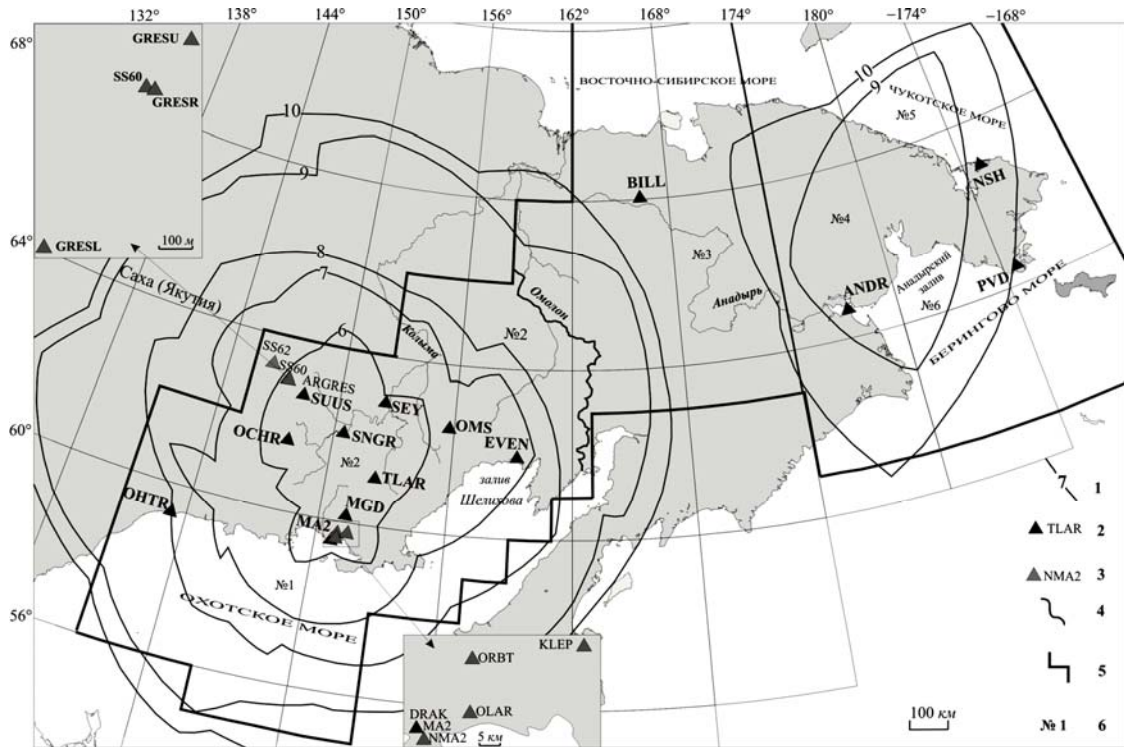 132° 138° 144° 150° 156° 162° 168° 174° 180° −174° −168°
68°
64°
60°
56°
GRESU
SS60
GRESR
GRESL
100 м
ВОСТОЧНО-СИБИРСКОЕ МОРЕ
ЧУКОТСКОЕ МОРЕ
№5
10
9
10
9
8
7
6
NSH
BILL
№4
№3
Анадырь
ANDR
Анадырский
залив
№6
PVD
БЕРИНГОВО МОРЕ
Саха (Якутия)
Колыма
Омолон
№2
SS62
SS60
ARGRES
SUUS
SEY
OCHR
SNGR
OMS
EVEN
№2
TLAR
залив
Шелихова
OHTR
MGD
MA2
№1
ОХОТСКОЕ МОРЕ
KLEP
ORBT
OLAR
DRAK
MA2
NMA2
5 км
100 км
7 1
TLAR 2
NMA2 3
4
5
№ 1 6